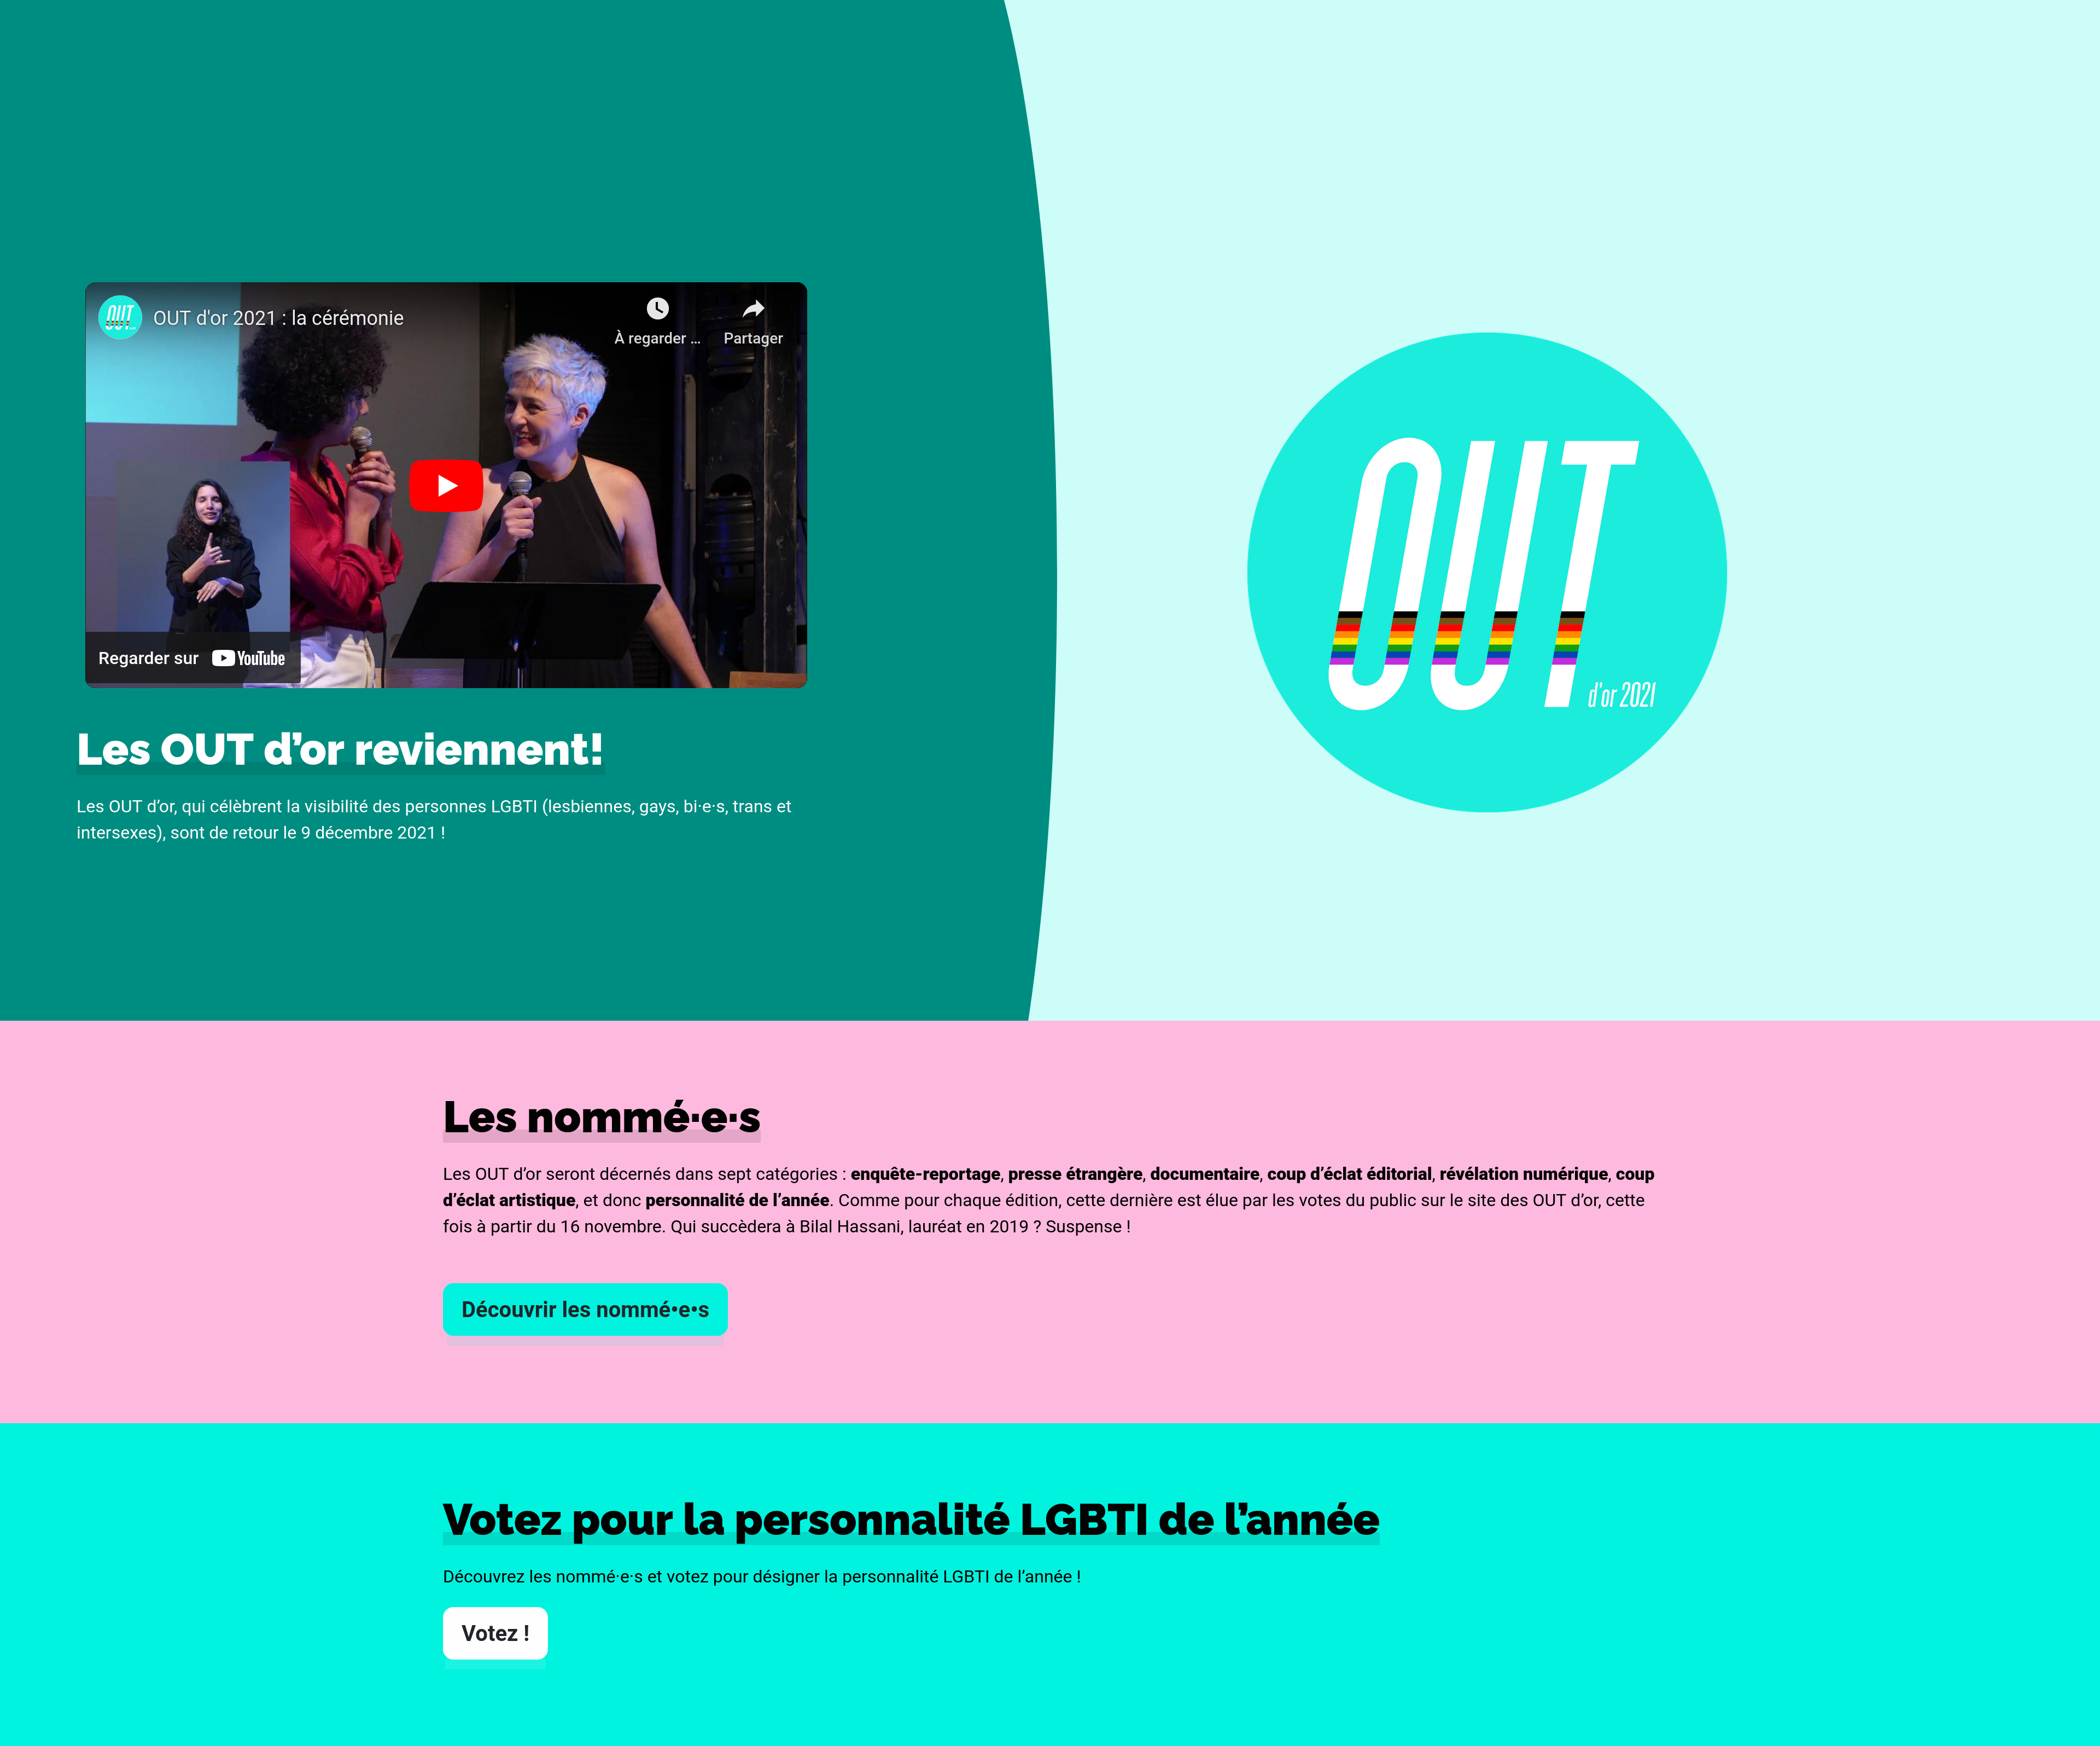 OUT
OUT d'or 2021 : la cérémonie
À regarder ...
Partager
Regarder sur YouTube
Les OUT d’or reviennent!
Les OUT d’or, qui célèbrent la visibilité des personnes LGBTI (lesbiennes, gays, bi·e·s, trans et
intersexes), sont de retour le 9 décembre 2021 !
OUT
d'or 2021
Les nommé·e·s
Les OUT d’or seront décernés dans sept catégories : enquête-reportage, presse étrangère, documentaire, coup d’éclat éditorial, révélation numérique, coup
d’éclat artistique, et donc personnalité de l’année. Comme pour chaque édition, cette dernière est élue par les votes du public sur le site des OUT d’or, cette
fois à partir du 16 novembre. Qui succèdera à Bilal Hassani, lauréat en 2019 ? Suspense !
Découvrir les nommé•e•s
Votez pour la personnalité LGBTI de l’année
Découvrez les nommé·e·s et votez pour désigner la personnalité LGBTI de l’année !
Votez !